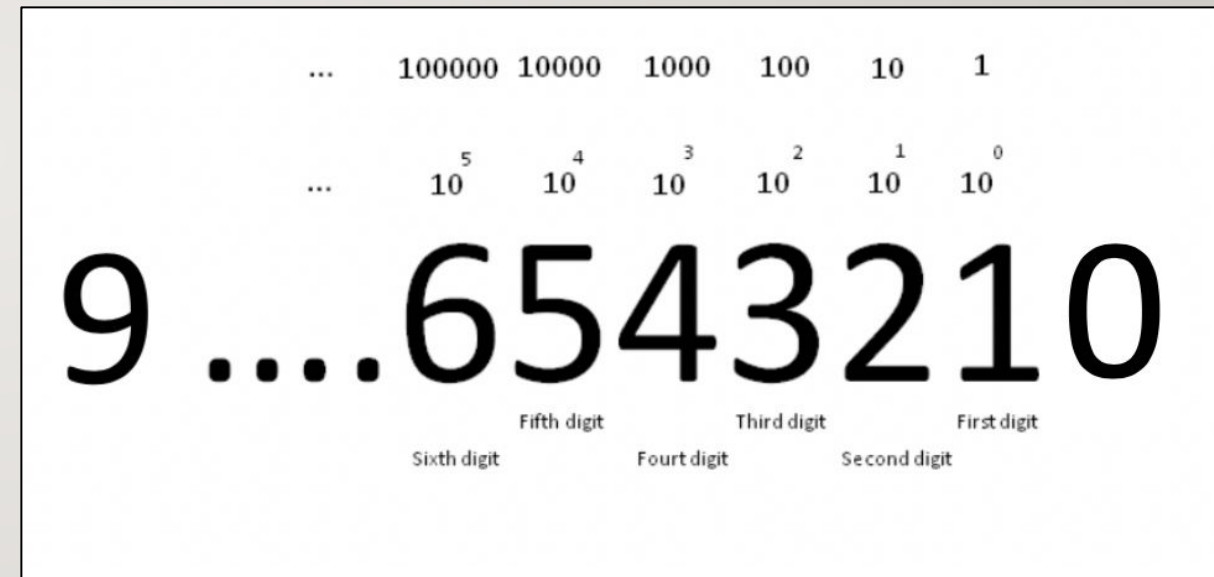 ... 100000 10000 1000 100 10 1
5 4 3 2 1 0
... 10 10 10 10 10 10
9 ....6543210
Fifth digit Third digit First digit
Sixth digit Fourt digit Second digit